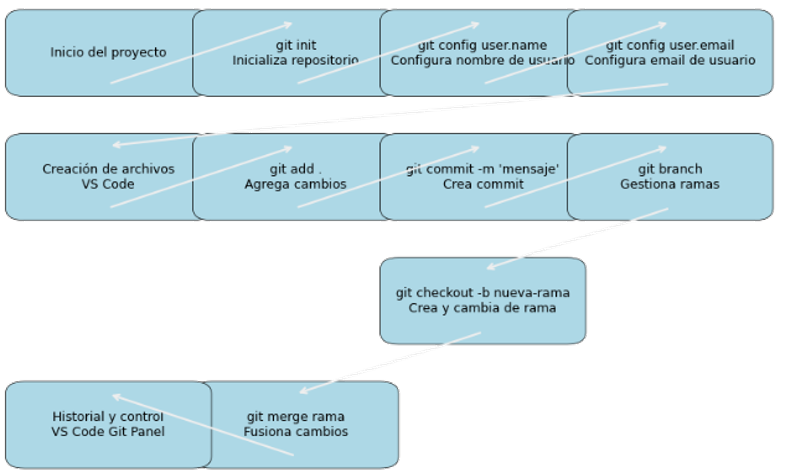 Inicio del proyecto
git init
Inicializa repositorio
git config user.name
Configura nombre de usuario
git config user.email
Configura email de usuario
Creación de archivos
VS Code
git add .
Agrega cambios
git commit -m 'mensaje'
Crea commit
git branch
Gestiona ramas
git checkout -b nueva-rama
Crea y cambia de rama
Historial y control
VS Code Git Panel
git merge rama
Fusiona cambios